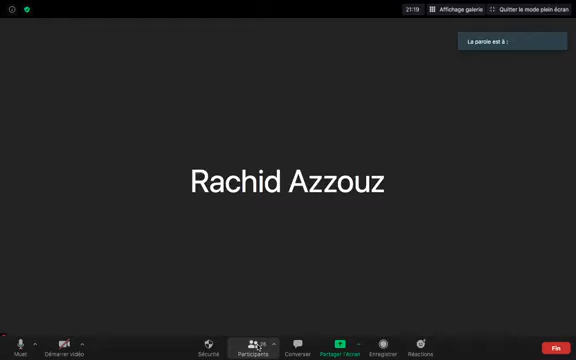 21:19 Affichage galerie Quitter le mode plein écran
La parole est à :
Rachid Azzouz
26
Muet Démarrer vidéo Sécurité Participants Converser Partager l'écran Enregistrer Réactions Fin